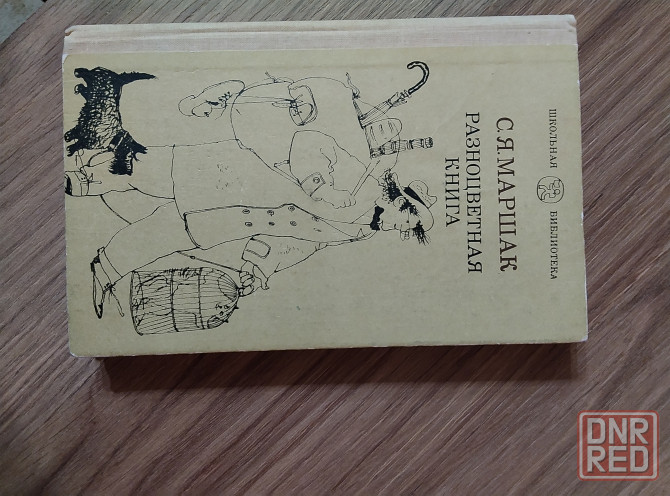 ШКОЛЬНАЯ БИБЛИОТЕКА
С.Я.МАРШАК
РАЗНОЦВЕТНАЯ
КНИГА
DNR
RED